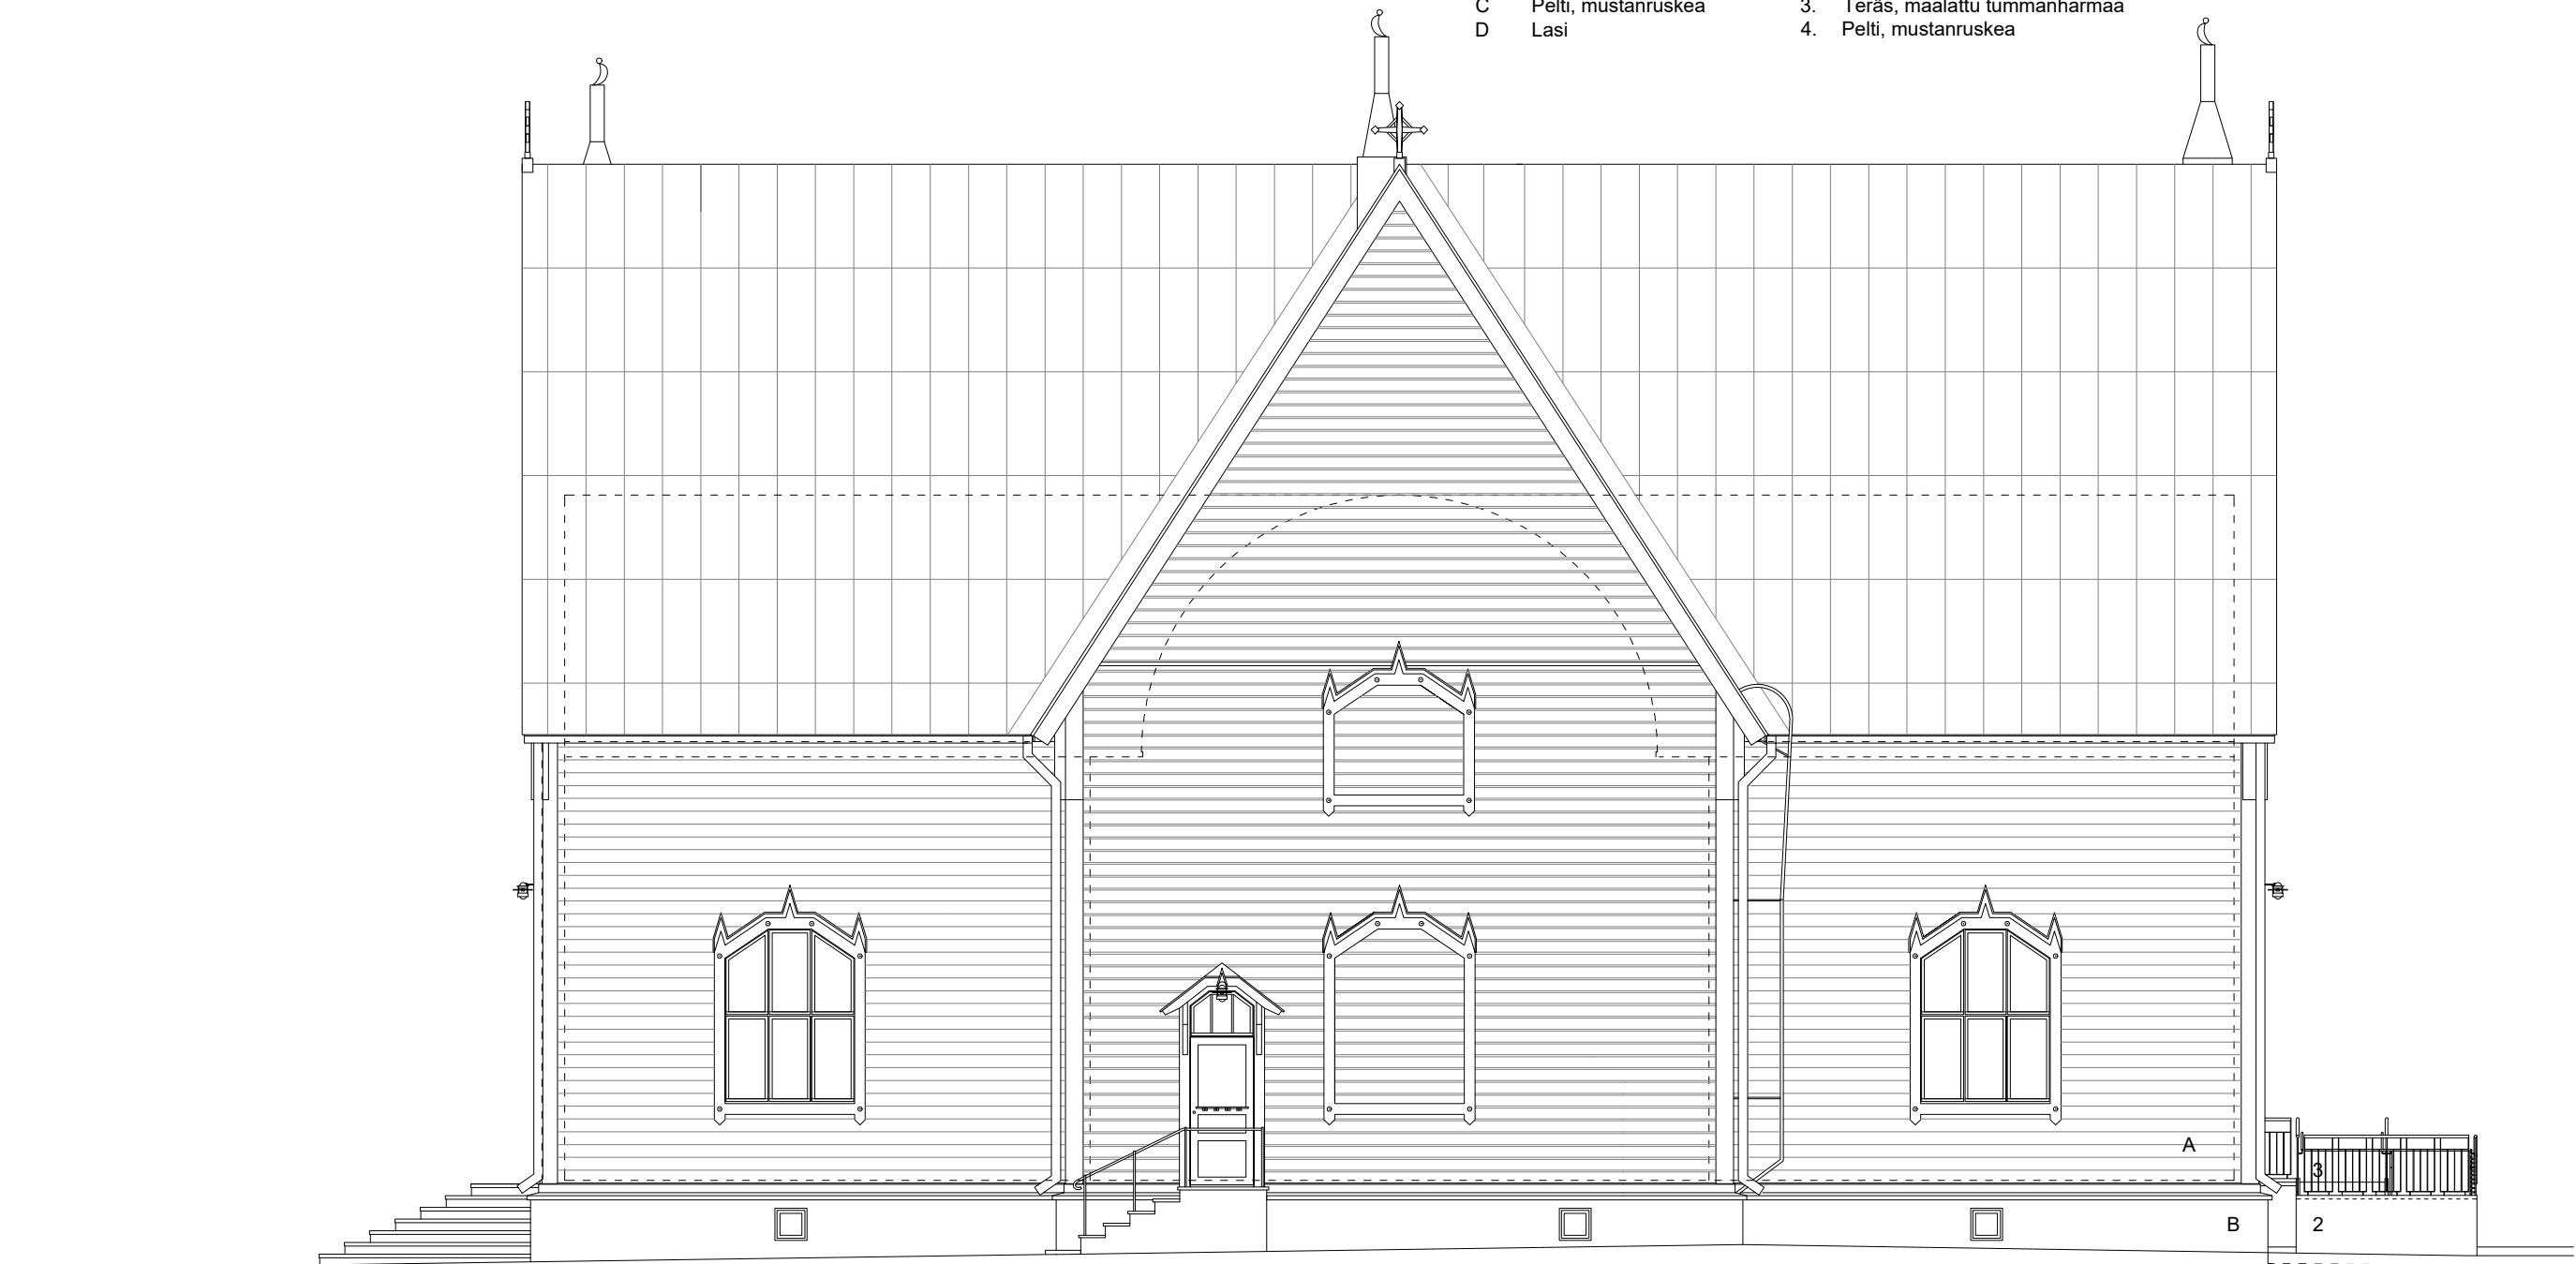 C Pelti, mustanruskea 3. Teräs, maalattu tummanharmaa
D Lasi 4. Pelti, mustanruskea
A
3
B 2